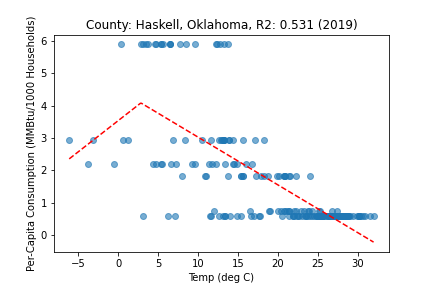 County: Haskell, Oklahoma, R2: 0.531 (2019)
Per-Capita Consumption (MMBtu/1000 Households)
6
5
4
3
2
1
0
−5 0 5 10 15 20 25 30
Temp (deg C)